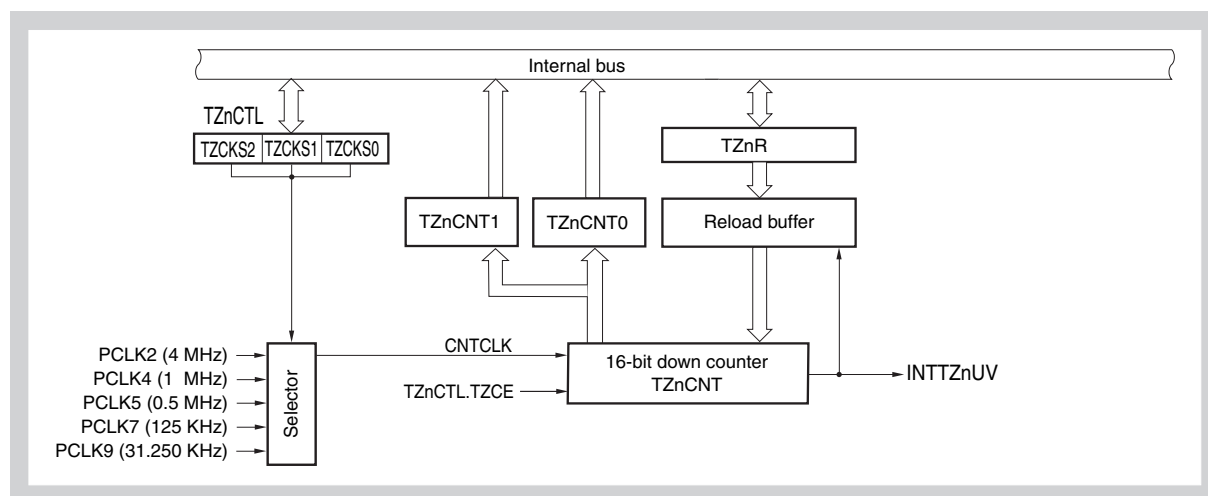 Internal bus
TZnCTL
TZCKS2 TZCKS1 TZCKS0
TZnR
TZnCNT1
TZnCNT0
Reload buffer
PCLK2 (4 MHz)
PCLK4 (1 MHz)
PCLK5 (0.5 MHz)
PCLK7 (125 KHz)
PCLK9 (31.250 KHz)
Selector
CNTCLK
TZnCTL.TZCE
16-bit down counter
TZnCNT
INTTZnUV